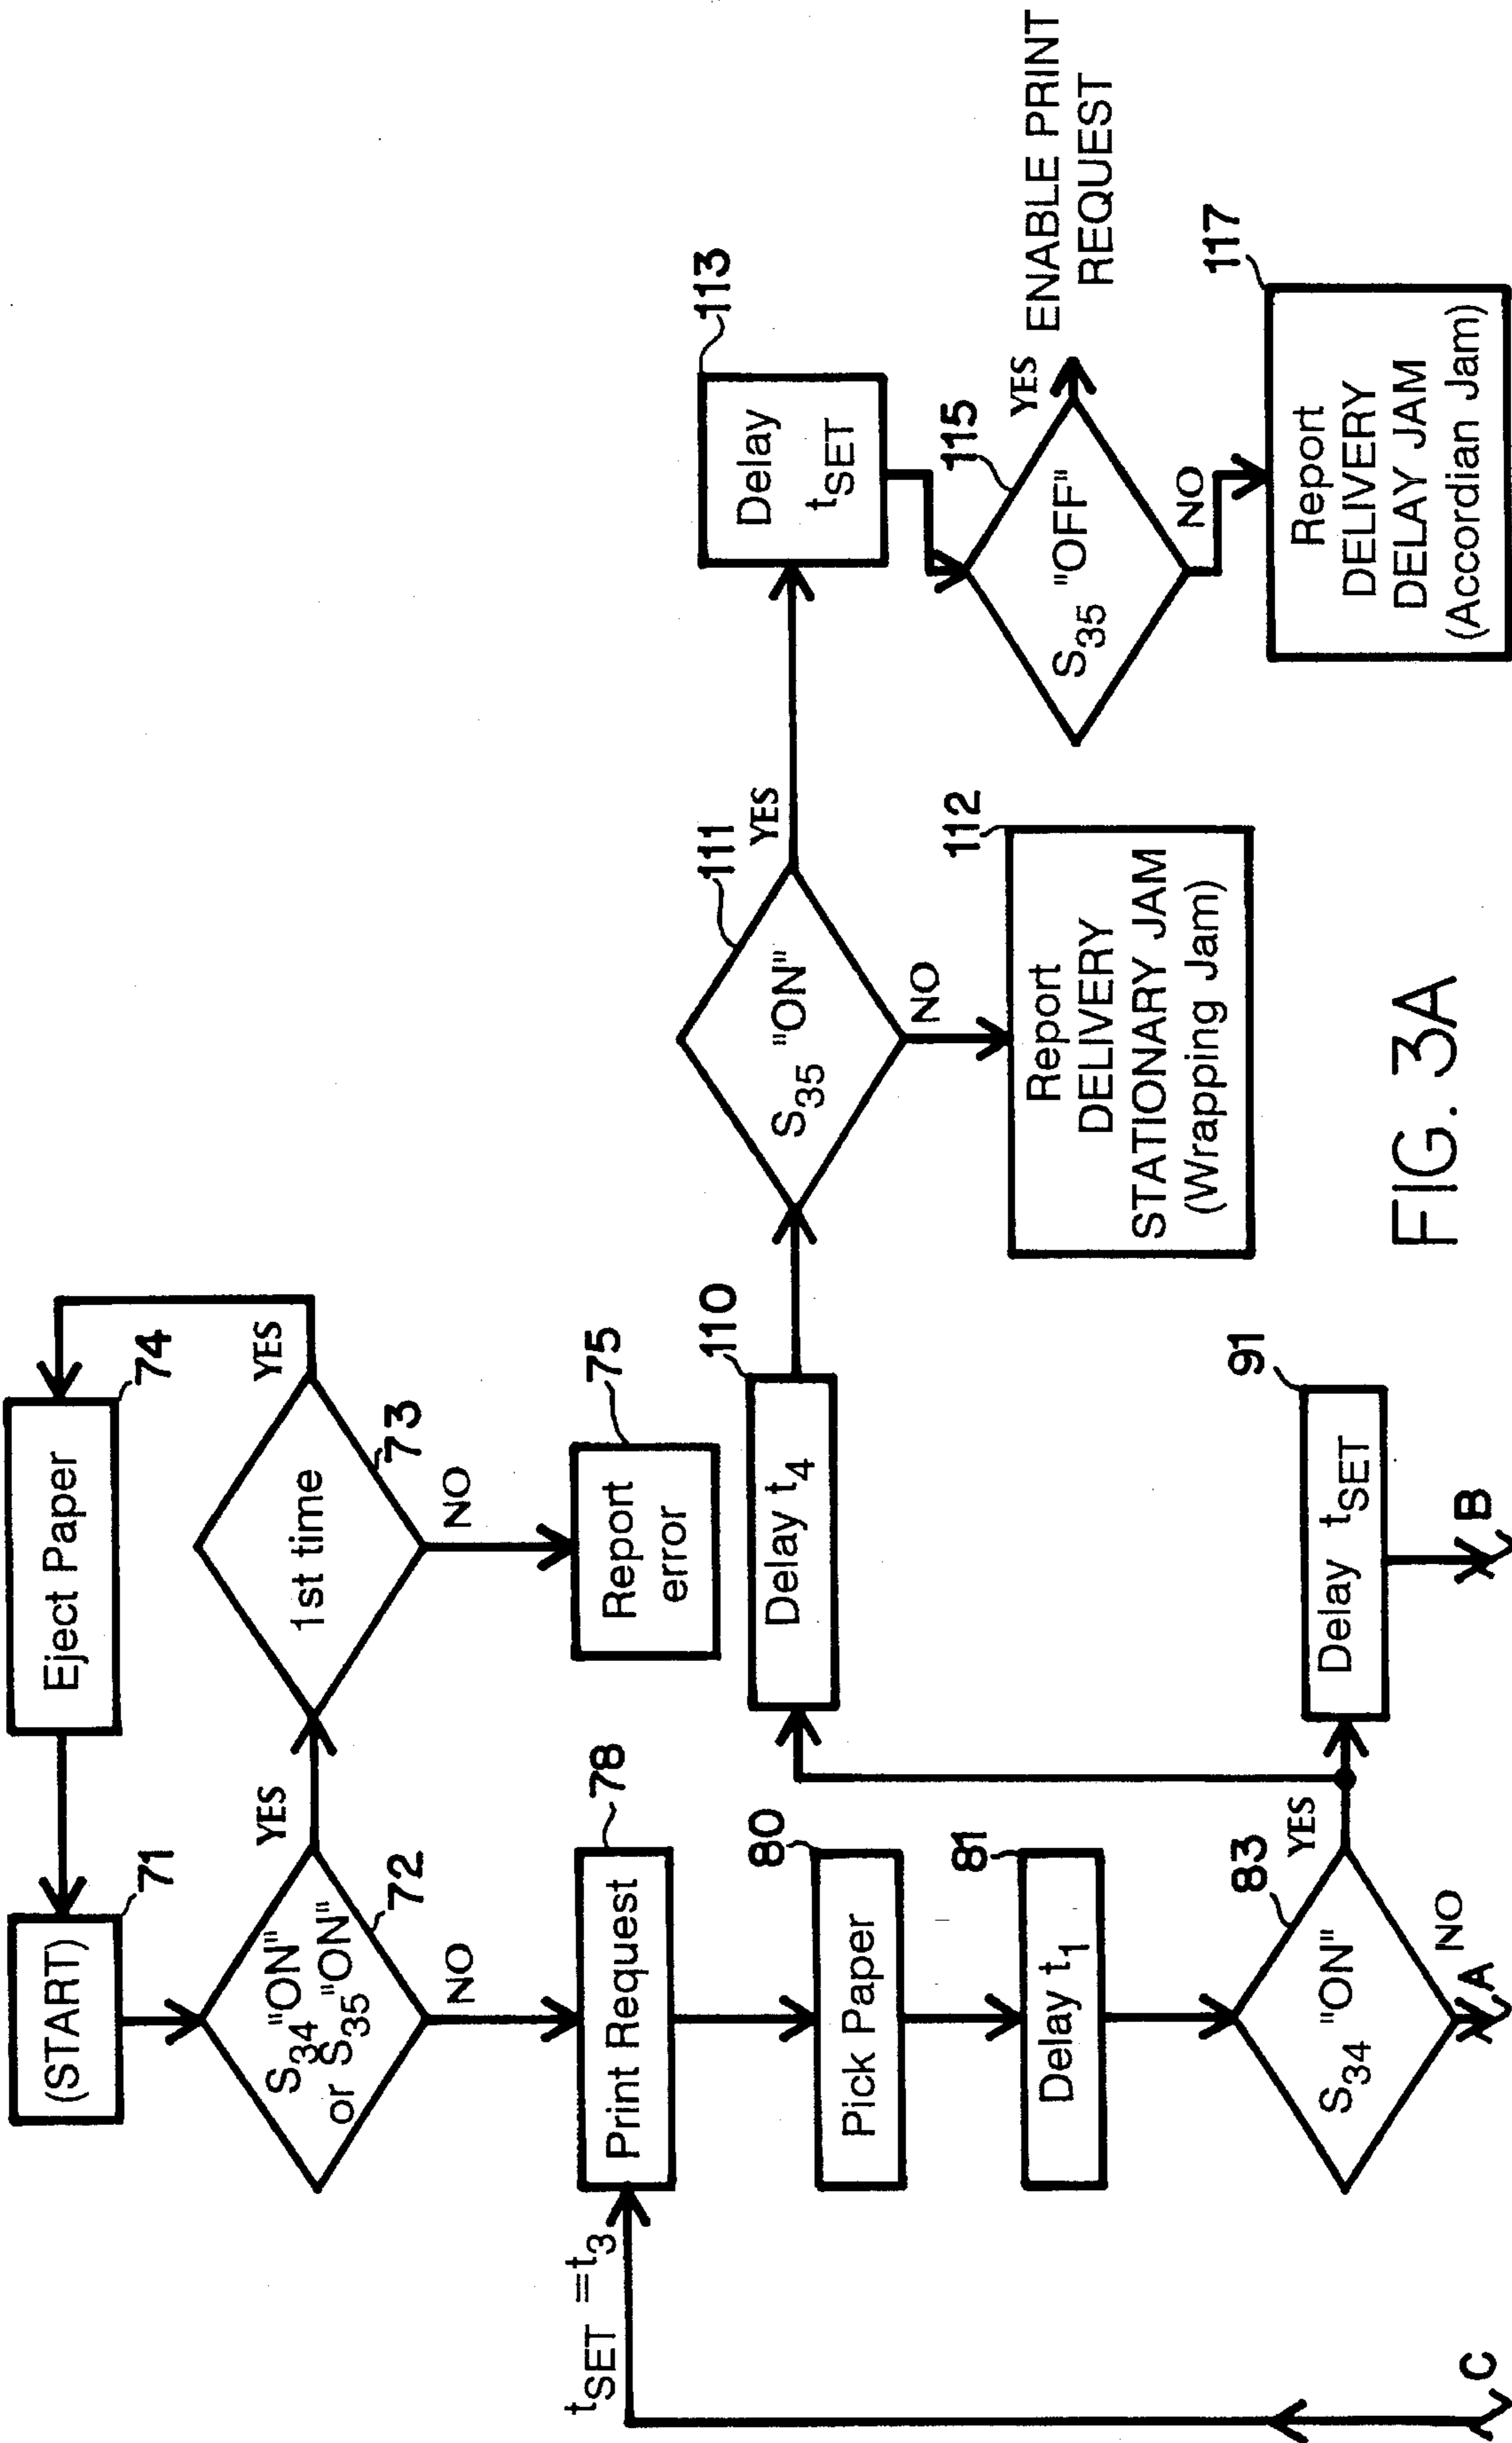 (START)
71
Eject Paper
74
S34 "ON"
or S35 "ON"
72
YES
NO
1st time
73
YES
NO
Report
error
75
tSET =t3
Print Request
78
Pick Paper
80
Delay t1
81
S34 "ON"
83
YES
NO
A
Delay tSET
91
B
C
Delay t4
110
S35 "ON"
111
YES
NO
Report
DELIVERY
STATIONARY JAM
(Wrapping Jam)
112
Delay
tSET
113
S35 "OFF"
115
YES
ENABLE PRINT
REQUEST
NO
Report
DELIVERY
DELAY JAM
(Accordian Jam)
117
FIG. 3A